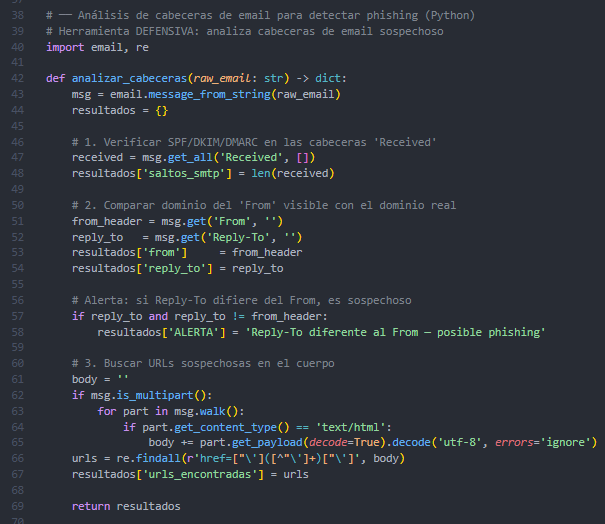 37
38 # —— Análisis de cabeceras de email para detectar phishing (Python)
39 # Herramienta DEFENSIVA: analiza cabeceras de email sospechoso
40 import email, re
41
42 def analizar_cabeceras(raw_email: str) -> dict:
43     msg = email.message_from_string(raw_email)
44     resultados = {}
45
46     # 1. Verificar SPF/DKIM/DMARC en las cabeceras 'Received'
47     received = msg.get_all('Received', [])
48     resultados['saltos_smtp'] = len(received)
49
50     # 2. Comparar dominio del 'From' visible con el dominio real
51     from_header = msg.get('From', '')
52     reply_to   = msg.get('Reply-To', '')
53     resultados['from']     = from_header
54     resultados['reply_to'] = reply_to
55
56     # Alerta: si Reply-To difiere del From, es sospechoso
57     if reply_to and reply_to != from_header:
58         resultados['ALERTA'] = 'Reply-To diferente al From — posible phishing'
59
60     # 3. Buscar URLs sospechosas en el cuerpo
61     body = ''
62     if msg.is_multipart():
63         for part in msg.walk():
64             if part.get_content_type() == 'text/html':
65                 body += part.get_payload(decode=True).decode('utf-8', errors='ignore')
66     urls = re.findall(r'href=["\']([^"\']+)["\']', body)
67     resultados['urls_encontradas'] = urls
68
69     return resultados
70